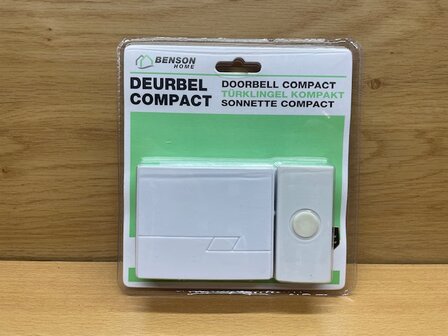 BENSON
HOME
DEURBEL
COMPACT
DOORBELL COMPACT
TÜRKLINGEL KOMPAKT
SONNETTE COMPACT